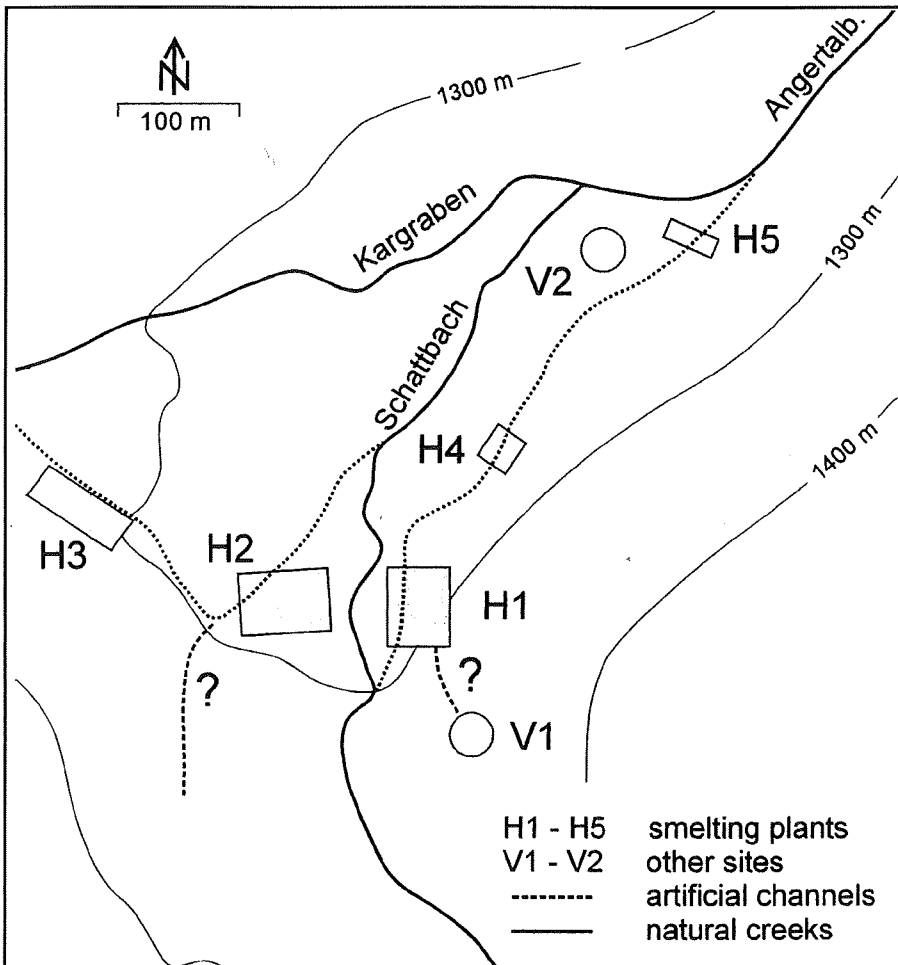 N
100 m
1300 m
Angertalb.
Kargraben
H5
V2
1300 m
Schattbach
H4
1400 m
H3
H2
H1
?
?
V1
H1 - H5 smelting plants
V1 - V2 other sites
artificial channels
natural creeks